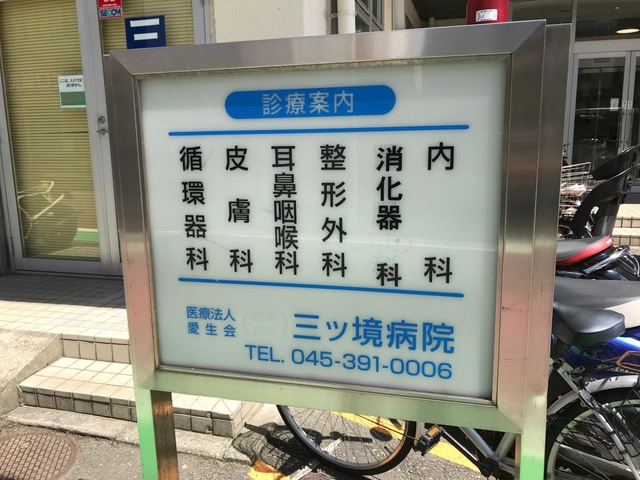 診療案内
内科
消化器科
整形外科
耳鼻咽喉科
皮膚科
循環器科
医療法人
愛生会
三ツ境病院
TEL. 045-391-0006
SECOM